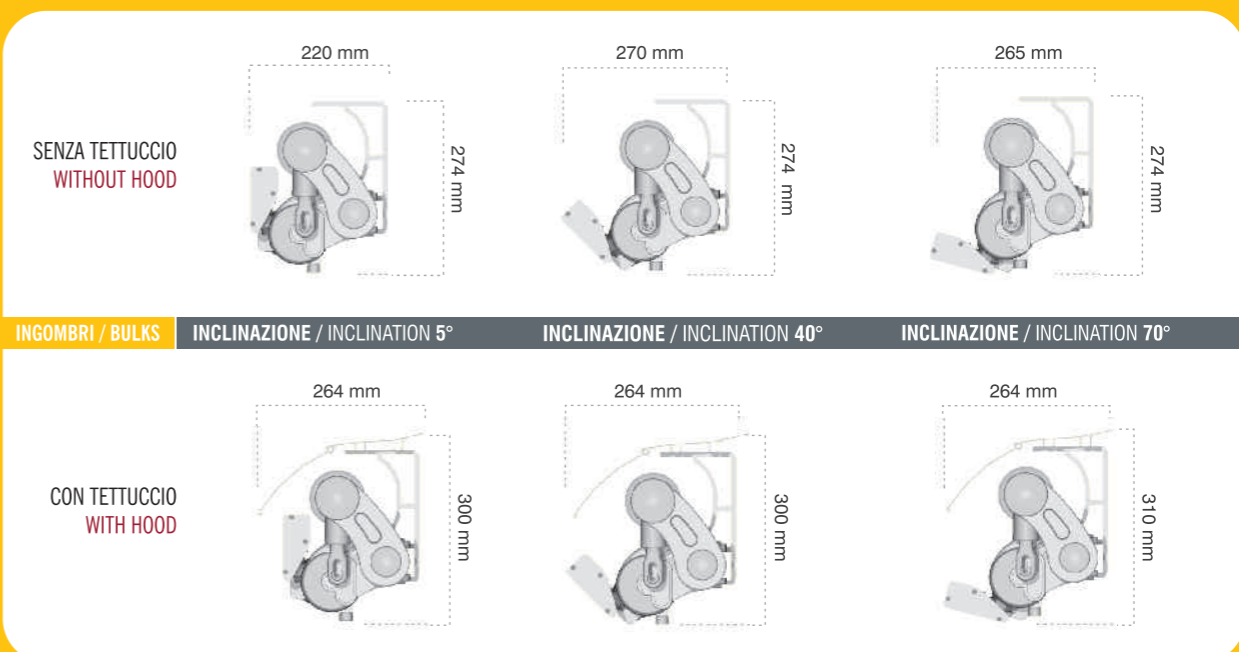 220 mm
270 mm
265 mm
SENZA TETTUCCIO
WITHOUT HOOD
274 mm
274 mm
274 mm
INGOMBRI / BULKS
INCLINAZIONE / INCLINATION 5°
INCLINAZIONE / INCLINATION 40°
INCLINAZIONE / INCLINATION 70°
264 mm
264 mm
264 mm
CON TETTUCCIO
WITH HOOD
300 mm
300 mm
310 mm